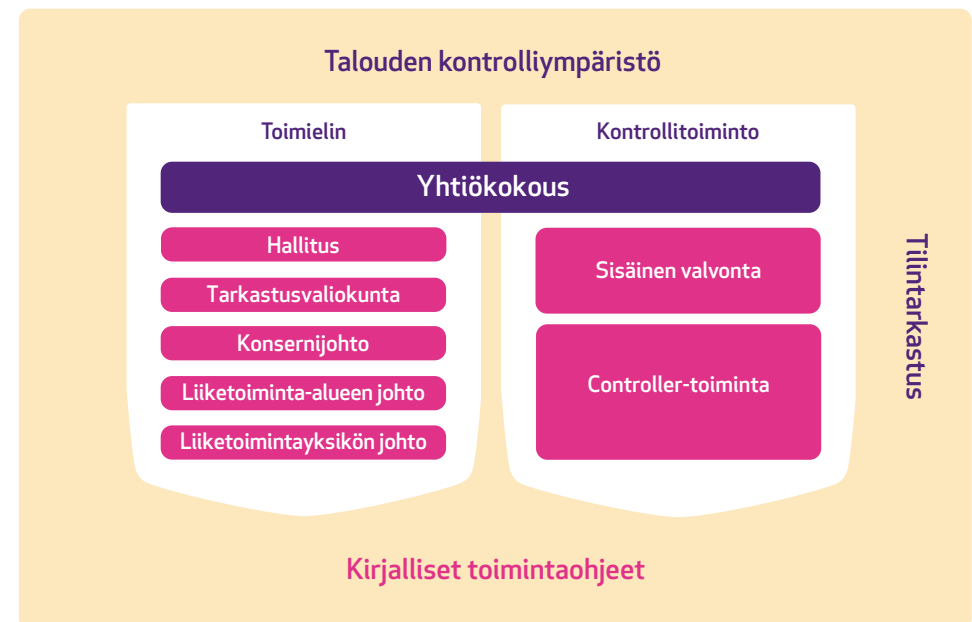 Talouden kontrolliympäristö
Toimielin
Kontrollitoiminto
Yhtiökokous
Hallitus
Tarkastusvaliokunta
Konsernijohto
Liiketoiminta-alueen johto
Liiketoimintayksikön johto
Sisäinen valvonta
Controller-toiminta
Tilintarkastus
Kirjalliset toimintaohjeet